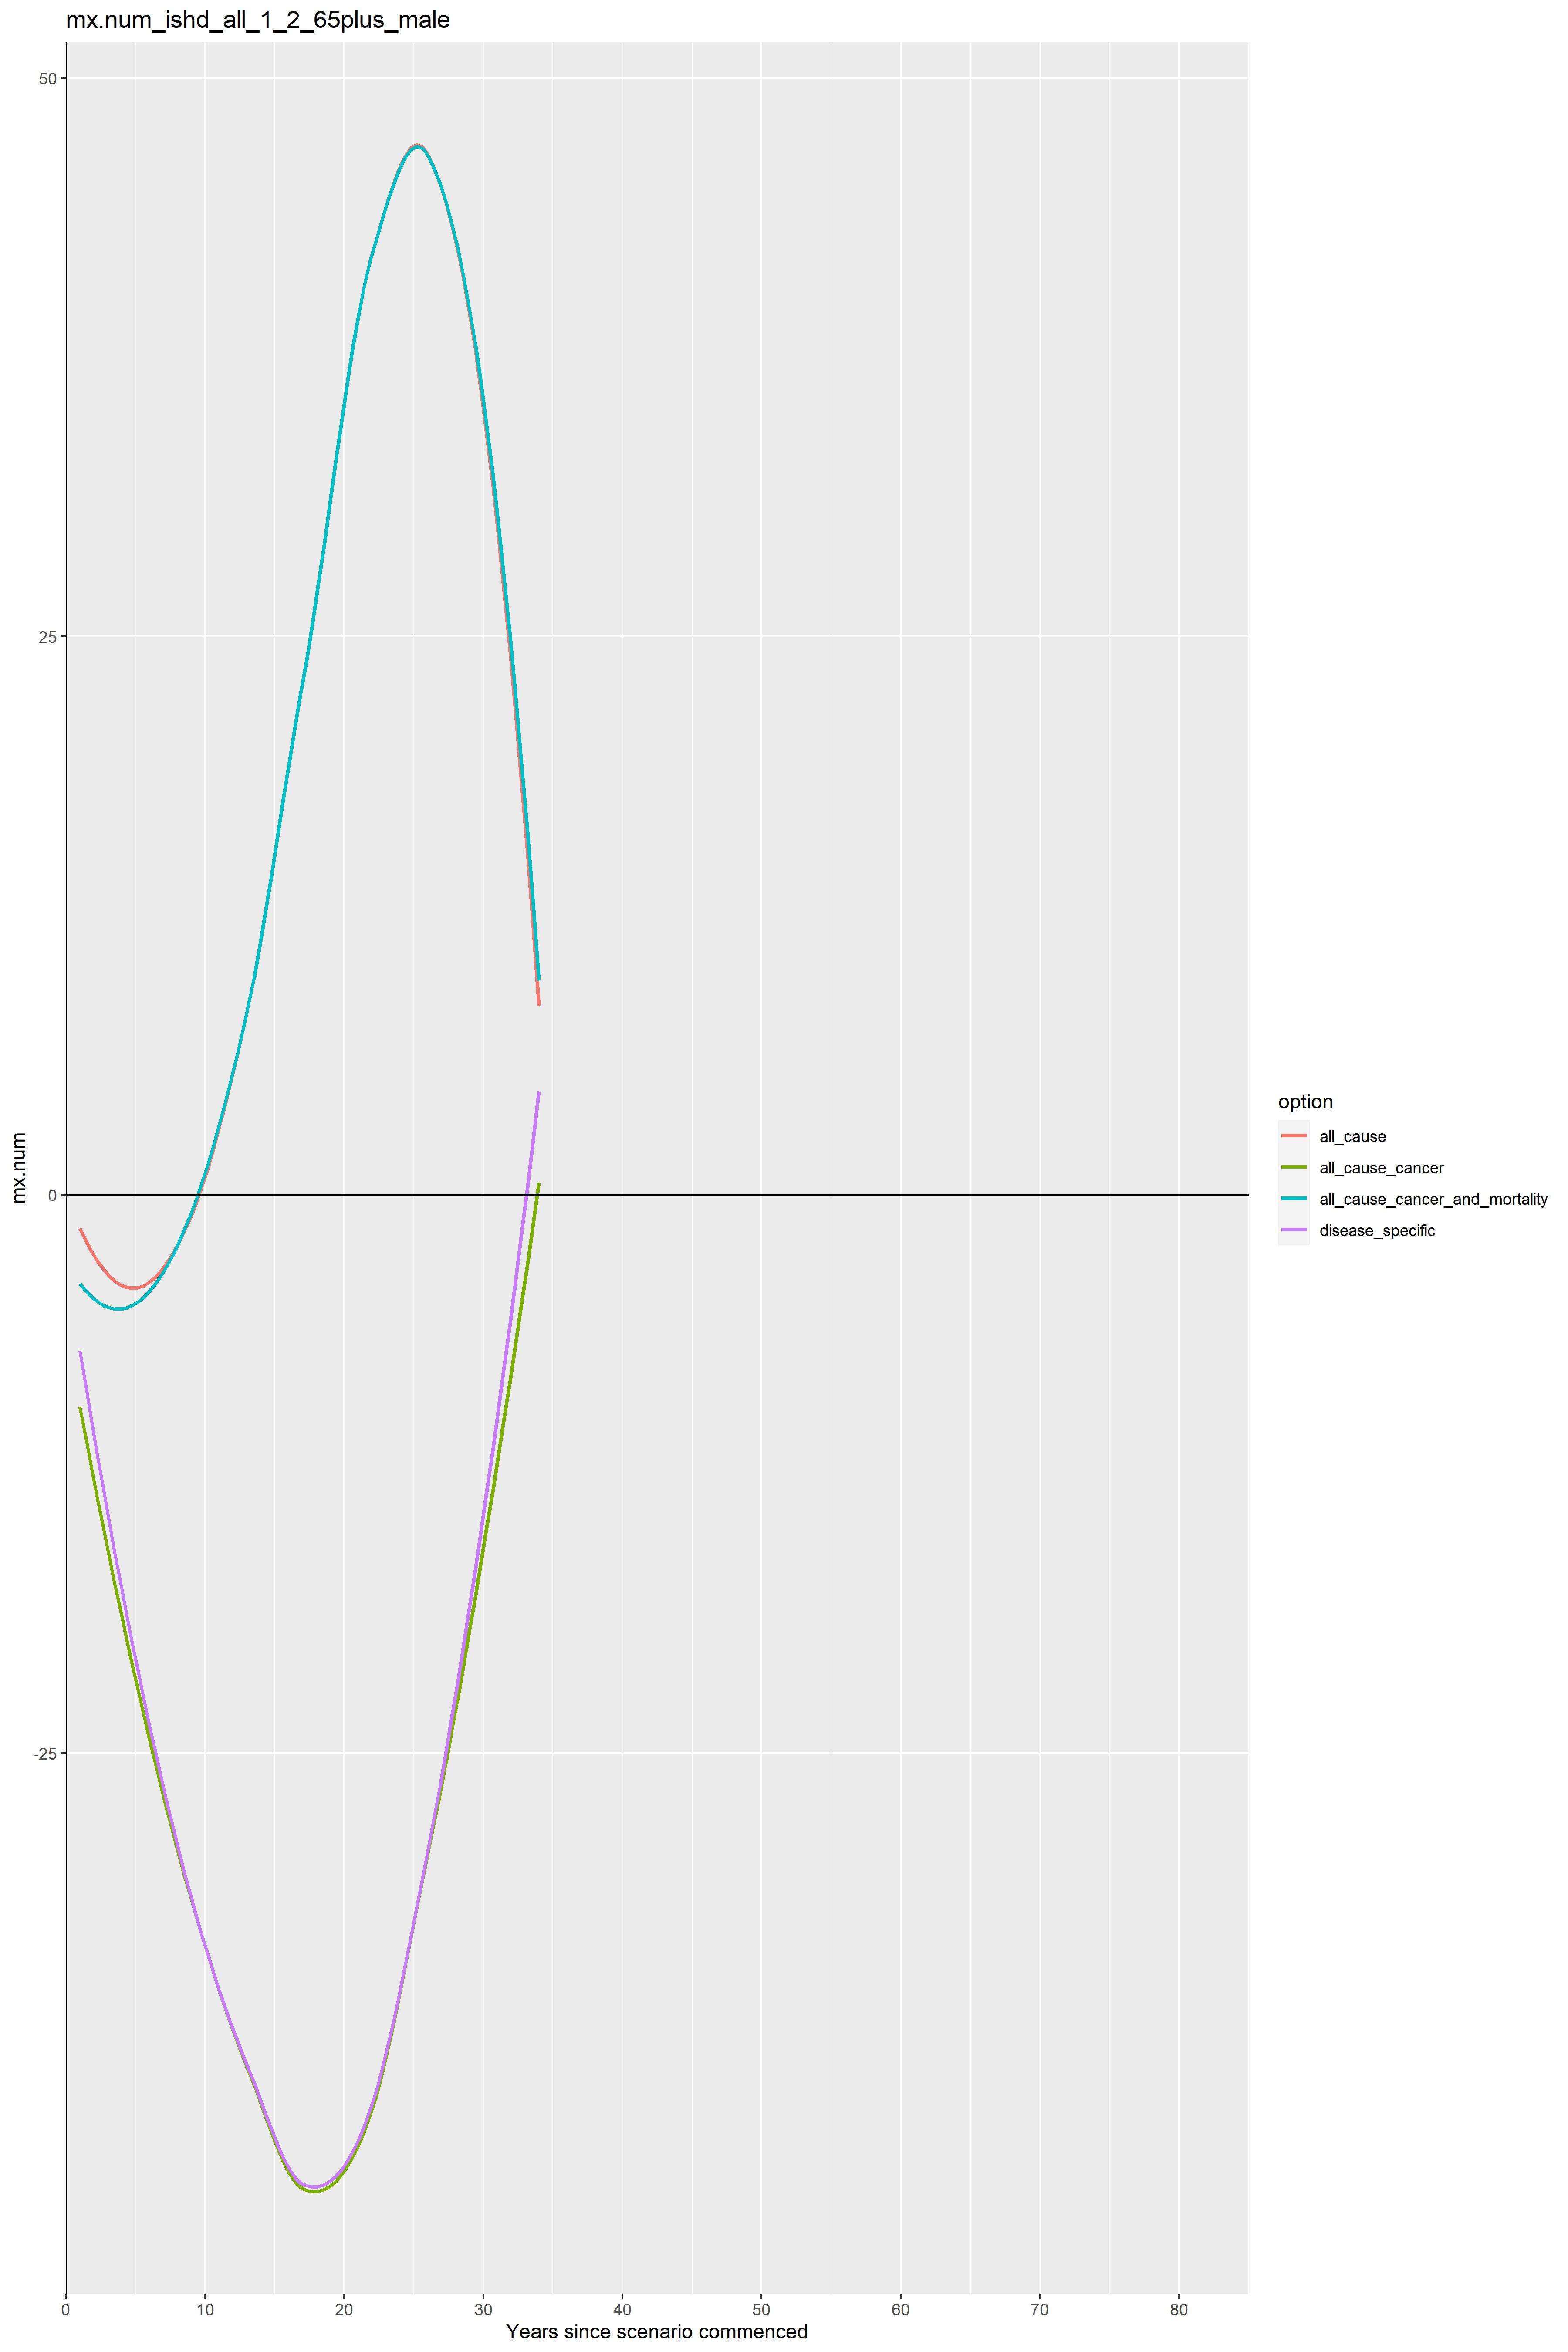 mx.num_ishd_all_1_2_65plus_male
50
25
0
-25
mx.num
0 10 20 30 40 50 60 70 80
Years since scenario commenced
option
all_cause
all_cause_cancer
all_cause_cancer_and_mortality
disease_specific